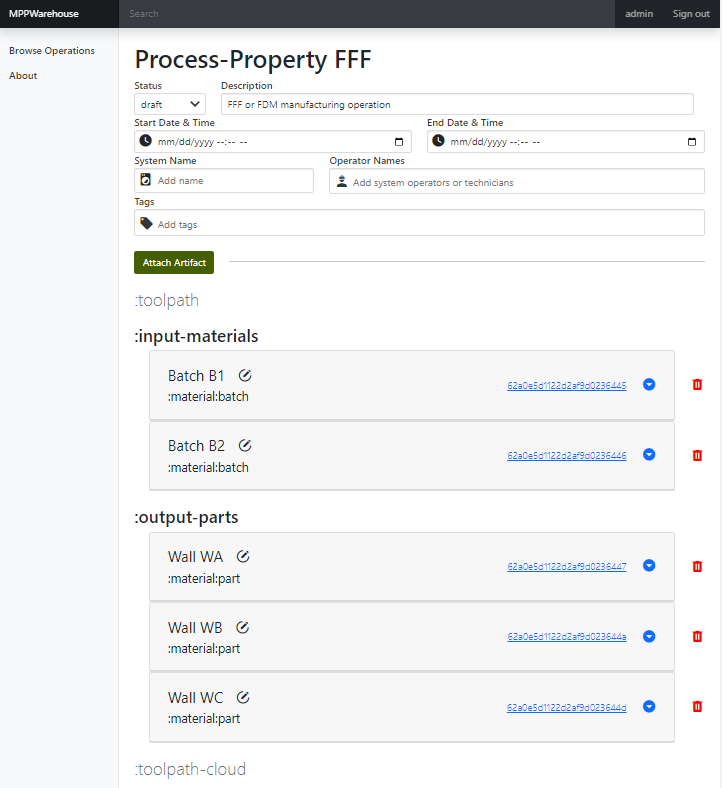 MPPWarehouse
Search
admin
Sign out
Browse Operations
About
Process-Property FFF
Status
Description
draft
FFF or FDM manufacturing operation
Start Date & Time
End Date & Time
mm/dd/yyyy --:-- --
mm/dd/yyyy --:-- --
System Name
Operator Names
Add name
Add system operators or technicians
Tags
Add tags
Attach Artifact
:toolpath
:input-materials
Batch B1
:material:batch
62a0e5d1122d2af9d0236445
Batch B2
:material:batch
62a0e5d1122d2af9d0236446
:output-parts
Wall WA
:material:part
62a0e5d1122d2af9d0236447
Wall WB
:material:part
62a0e5d1122d2af9d023644a
Wall WC
:material:part
62a0e5d1122d2af9d023644d
:toolpath-cloud